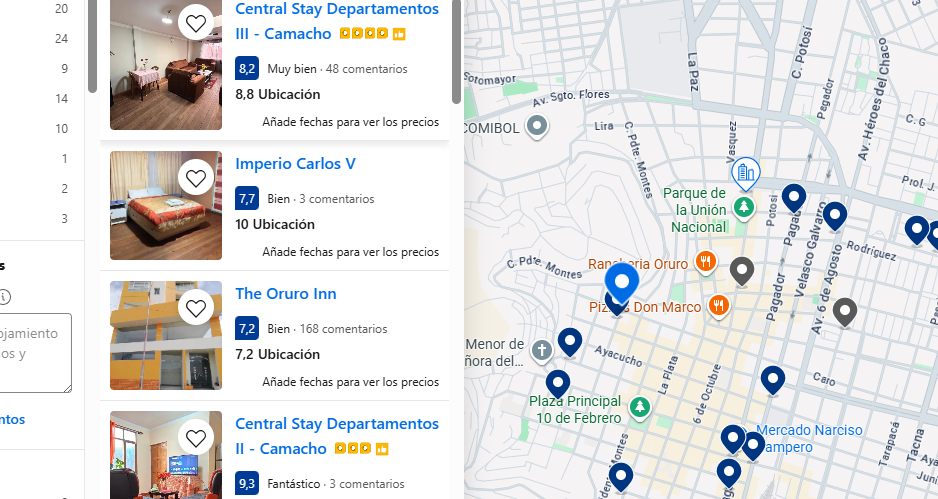 20
24
9
14
10
1
2
3
s
ojamiento
os y
ntos
Central Stay Departamentos
III - Camacho
8,2 Muy bien · 48 comentarios
8,8 Ubicación
Añade fechas para ver los precios
Imperio Carlos V
7,7 Bien · 3 comentarios
10 Ubicación
Añade fechas para ver los precios
The Oruro Inn
7,2 Bien · 168 comentarios
7,2 Ubicación
Añade fechas para ver los precios
Central Stay Departamentos
II - Camacho
9,3 Fantástico · 3 comentarios
Sotomayor
Av. Sgto. Flores
La Paz
C. Potosí
Pagador
Av. Héroes del Chaco
COMIBOL
Lira
C. Pdte. Montes
Vasquez
C. G
Prol. J.
Parque de
la Unión
Nacional
Potosí
Pagador
Velasco Galvarro
Av. 6 de Agosto
Rodríguez
C. Pdte. Montes
Ranchería Oruro
Pizzas Don Marco
Pagador
Menor de
ñora del...
Ayacucho
La Plata
6 de Octubre
Caro
Plaza Principal
10 de Febrero
Montes
Mercado Narciso
Campero
Tarapacá
Tacna